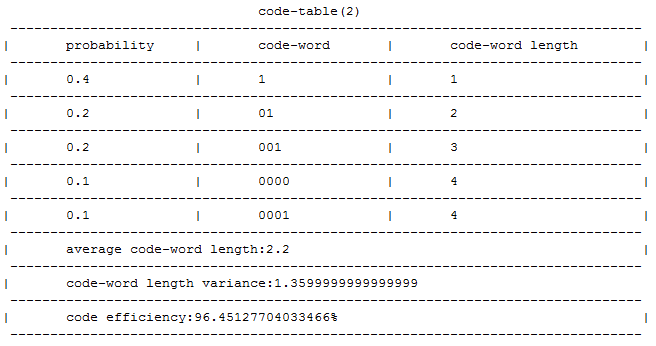 code-table(2)
--------------------------------------------------------------------------------
| probability | code-word | code-word length |
--------------------------------------------------------------------------------
| 0.4 | 1 | 1 |
--------------------------------------------------------------------------------
| 0.2 | 01 | 2 |
--------------------------------------------------------------------------------
| 0.2 | 001 | 3 |
--------------------------------------------------------------------------------
| 0.1 | 0000 | 4 |
--------------------------------------------------------------------------------
| 0.1 | 0001 | 4 |
--------------------------------------------------------------------------------
| average code-word length:2.2 |
--------------------------------------------------------------------------------
| code-word length variance:1.3599999999999999
--------------------------------------------------------------------------------
| code efficiency:96.45127704033466% |
--------------------------------------------------------------------------------